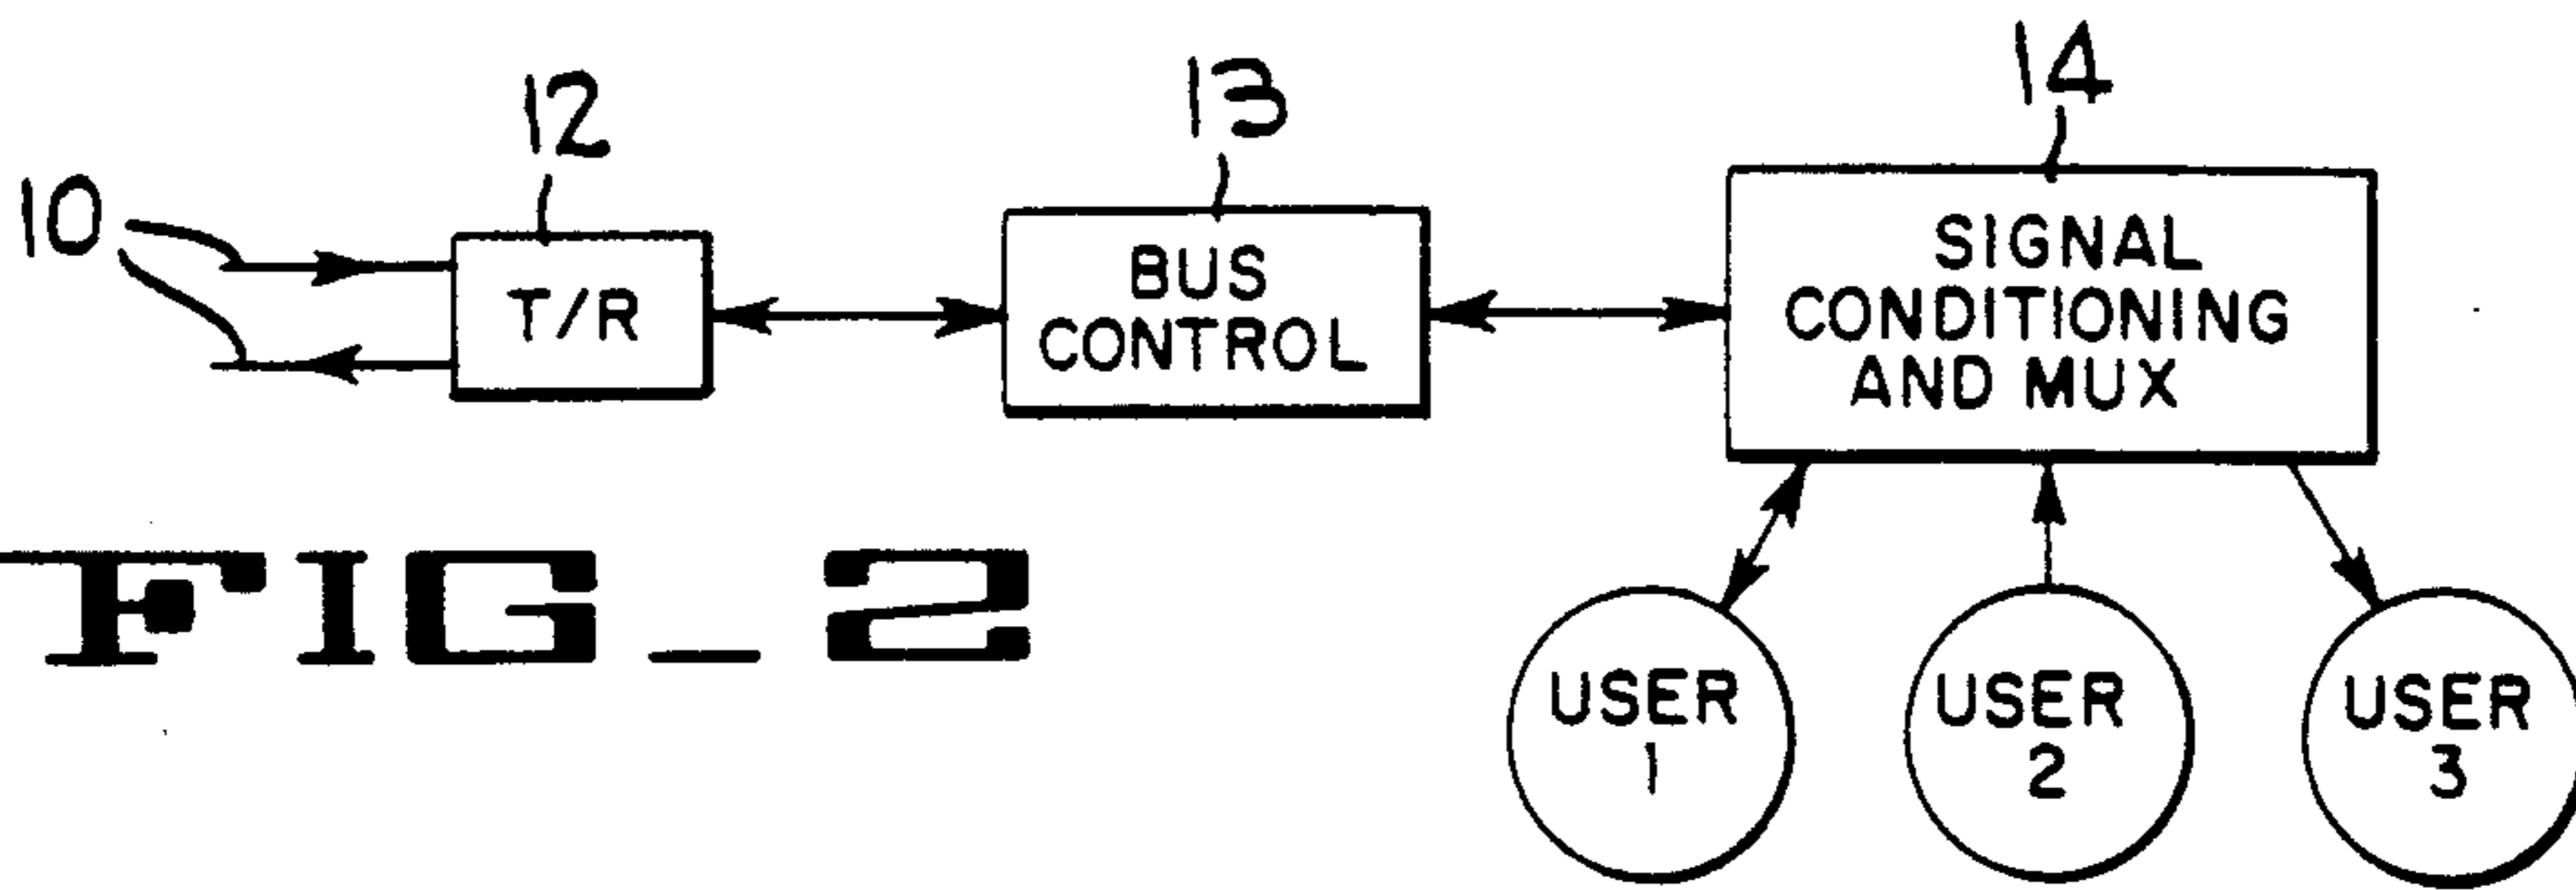 10
12
T/R
13
BUS
CONTROL
14
SIGNAL
CONDITIONING
AND MUX
USER
1
USER
2
USER
3
FIG_2